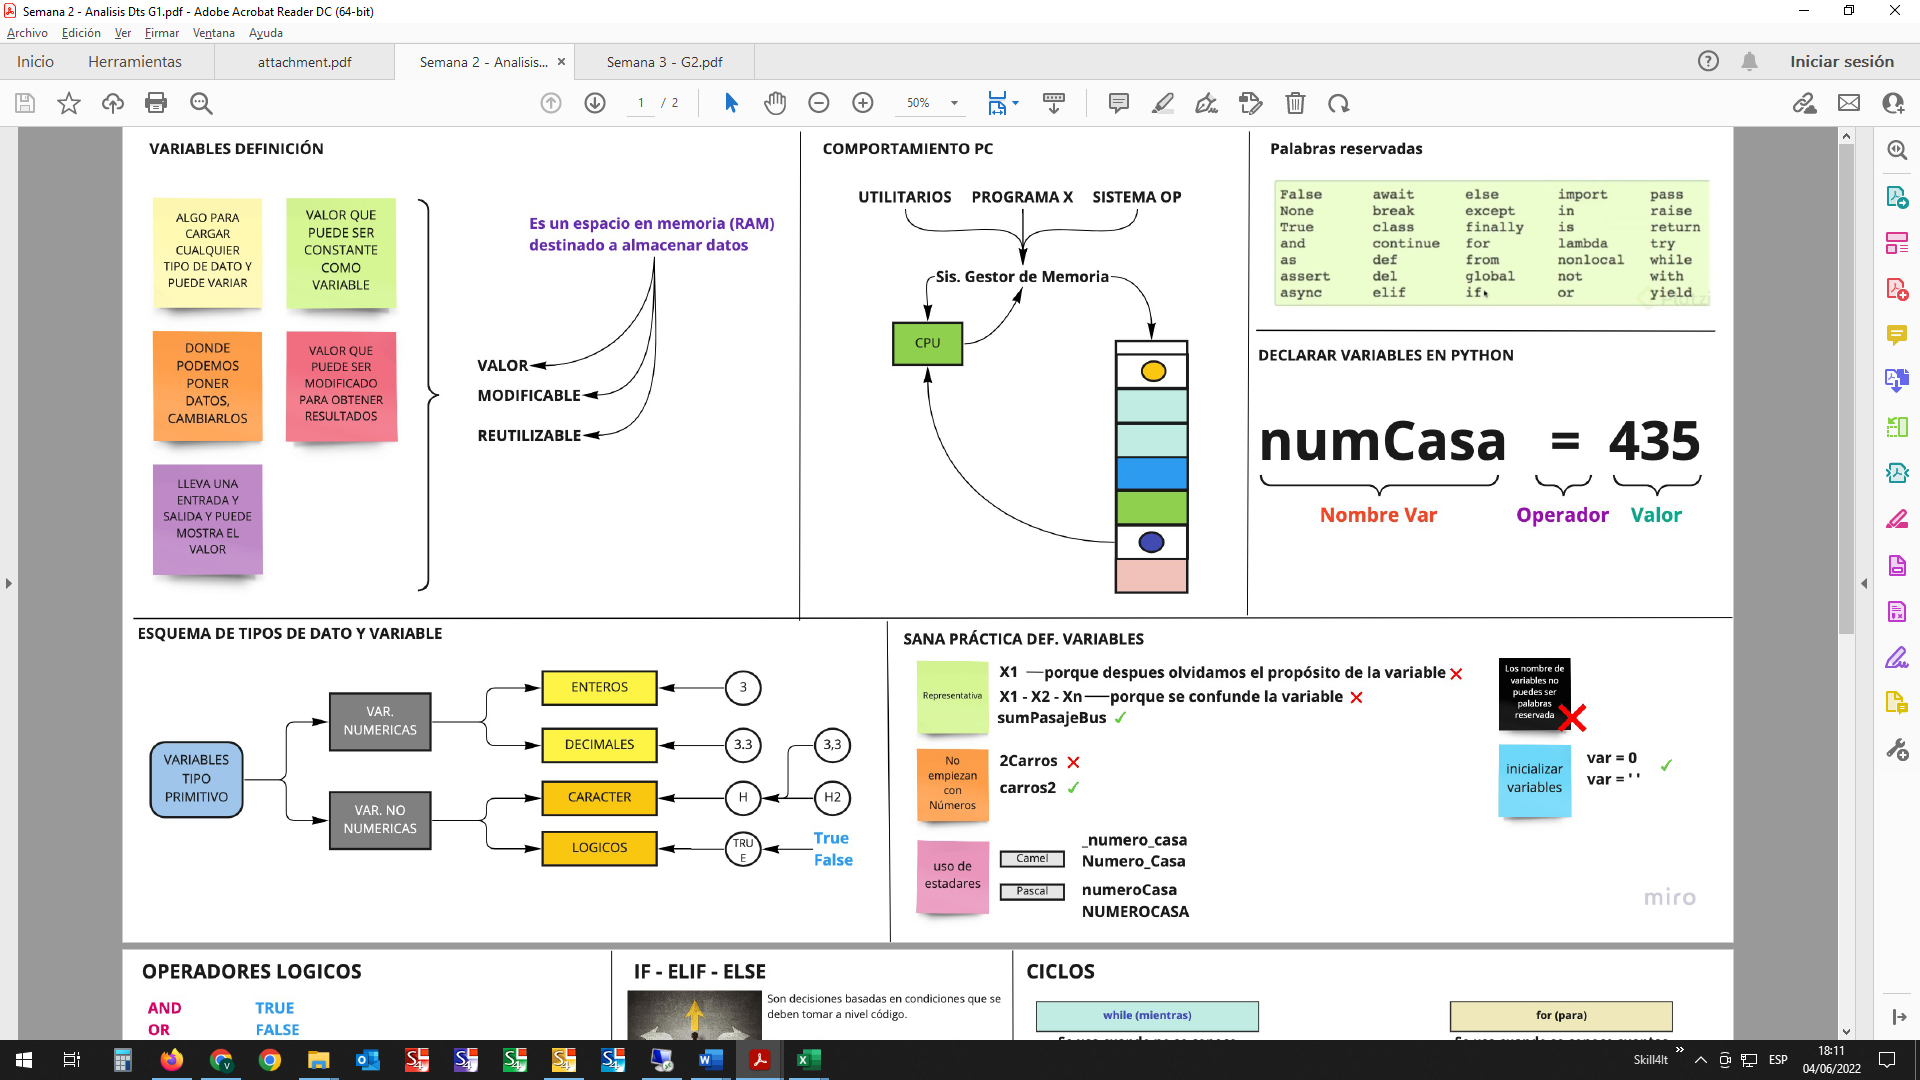 Semana 2 - Analisis Dts G1.pdf - Adobe Acrobat Reader DC (64-bit)
Archivo Edición Ver Firmar Ventana Ayuda
Inicio Herramientas attachment.pdf Semana 2 - Analisis... × Semana 3 - G2.pdf Iniciar sesión
1 / 2 50%
VARIABLES DEFINICIÓN
ALGO PARA
CARGAR
CUALQUIER
TIPO DE DATO Y
PUEDE VARIAR
VALOR QUE
PUEDE SER
CONSTANTE
COMO
VARIABLE
DONDE
PODEMOS
PONER
DATOS,
CAMBIARLOS
VALOR QUE
PUEDE SER
MODIFICADO
PARA OBTENER
RESULTADOS
LLEVA UNA
ENTRADA Y
SALIDA Y PUEDE
MOSTRA EL
VALOR
Es un espacio en memoria (RAM)
destinado a almacenar datos
VALOR
MODIFICABLE
REUTILIZABLE
COMPORTAMIENTO PC
UTILITARIOS PROGRAMA X SISTEMA OP
Sis. Gestor de Memoria
CPU
Palabras reservadas
False await else import pass
None break except in raise
True class finally is return
and continue for lambda try
as def from nonlocal while
assert del global not with
async elif if or yield
DECLARAR VARIABLES EN PYTHON
numCasa = 435
Nombre Var Operador Valor
ESQUEMA DE TIPOS DE DATO Y VARIABLE
VARIABLES
TIPO
PRIMITIVO
VAR.
NUMERICAS
VAR. NO
NUMERICAS
ENTEROS 3
DECIMALES 3.3 3,3
CARACTER H H2
LOGICOS TRU
E
True
False
SANA PRÁCTICA DEF. VARIABLES
Representativa
X1 porque despues olvidamos el propósito de la variable
X1 - X2 - Xn porque se confunde la variable
sumPasajeBus
No
empiezan
con
Números
2Carros
carros2
uso de
estadares
Camel
Pascal
_numero_casa
Numero_Casa
numeroCasa
NUMEROCASA
Los nombre de
variables no
puedes ser
palabras
reservada
inicializar
variables
var = 0
var = ' '
miro
OPERADORES LOGICOS
AND TRUE
OR FALSE
IF - ELIF - ELSE
Son decisiones basadas en condiciones que se
deben tomar a nivel código.
CICLOS
while (mientras)
for (para)
Skill4It
ESP
18:11
04/06/2022